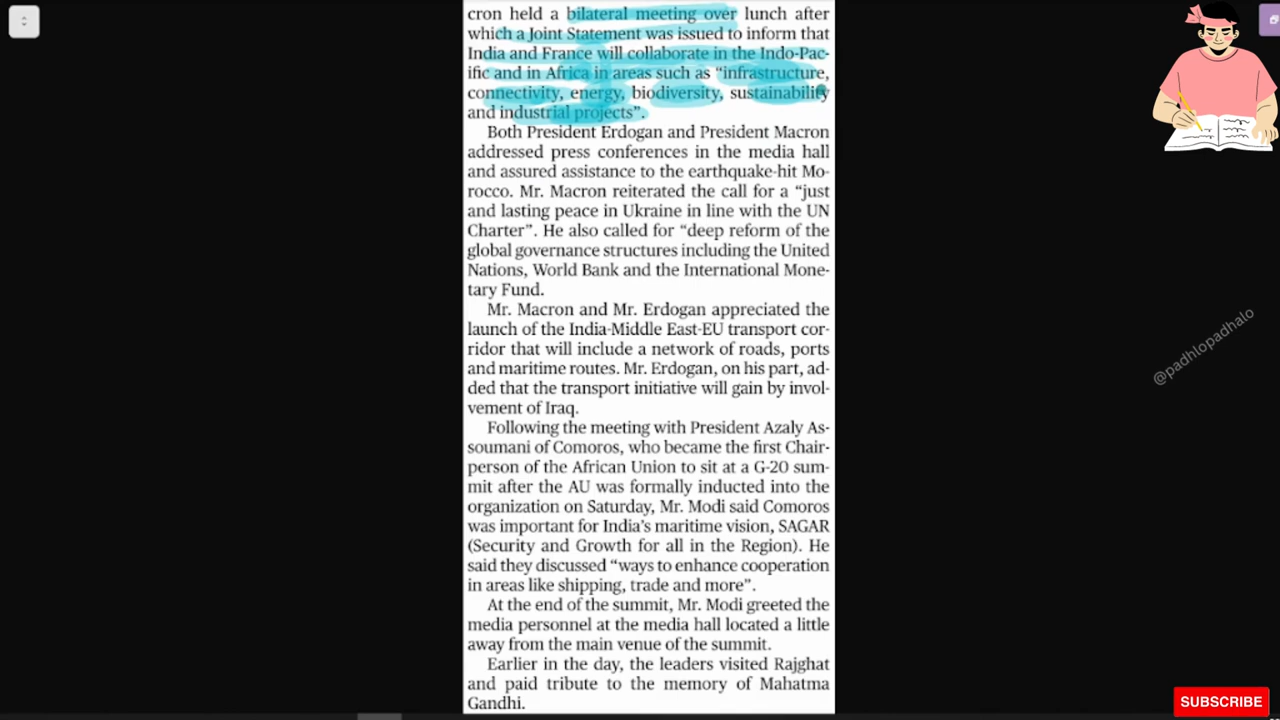 cron held a bilateral meeting over lunch after
which a Joint Statement was issued to inform that
India and France will collaborate in the Indo-Pac-
ific and in Africa in areas such as “infrastructure,
connectivity, energy, biodiversity, sustainability
and industrial projects”.
Both President Erdogan and President Macron
addressed press conferences in the media hall
and assured assistance to the earthquake-hit Mo-
rocco. Mr. Macron reiterated the call for a “just
and lasting peace in Ukraine in line with the UN
Charter”. He also called for “deep reform of the
global governance structures including the United
Nations, World Bank and the International Mone-
tary Fund.
Mr. Macron and Mr. Erdogan appreciated the
launch of the India-Middle East-EU transport cor-
ridor that will include a network of roads, ports
and maritime routes. Mr. Erdogan, on his part, ad-
ded that the transport initiative will gain by invol-
vement of Iraq.
Following the meeting with President Azaly As-
soumani of Comoros, who became the first Chair-
person of the African Union to sit at a G-20 sum-
mit after the AU was formally inducted into the
organization on Saturday, Mr. Modi said Comoros
was important for India’s maritime vision, SAGAR
(Security and Growth for all in the Region). He
said they discussed “ways to enhance cooperation
in areas like shipping, trade and more”.
At the end of the summit, Mr. Modi greeted the
media personnel at the media hall located a little
away from the main venue of the summit.
Earlier in the day, the leaders visited Rajghat
and paid tribute to the memory of Mahatma
Gandhi.
@padhlopadhalo
SUBSCRIBE